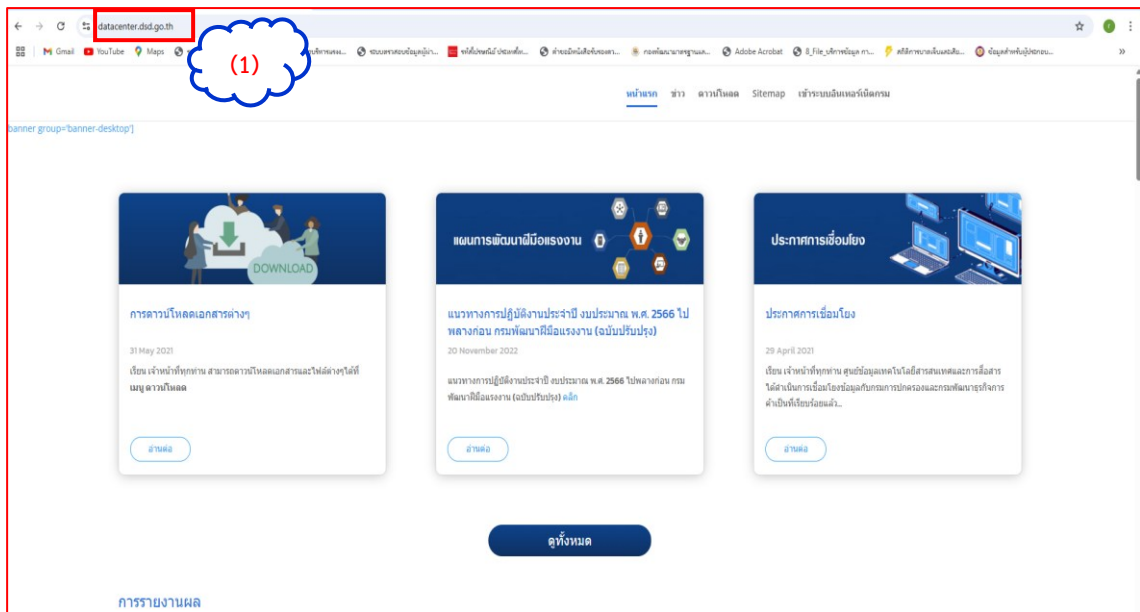 datacenter.dsd.go.th
Gmail YouTube Maps Adobe Acrobat
(1)
หน้าแรก ข่าว ดาวน์โหลด Sitemap เข้าระบบอินเทอร์เน็ตกรม
banner group='banner-desktop']
DOWNLOAD
แผนการพัฒนาฝีมือแรงงาน
ประกาศการเชื่อมโยง
การดาวน์โหลดเอกสารต่างๆ
31 May 2021
เรียน เจ้าหน้าที่ทุกท่าน สามารถดาวน์โหลดเอกสารและไฟล์ต่างๆได้ที่
เมนู ดาวน์โหลด
อ่านต่อ
แนวทางการปฏิบัติงานประจำปี งบประมาณ พ.ศ. 2566 ไป
พลางก่อน กรมพัฒนาฝีมือแรงงาน (ฉบับปรับปรุง)
20 November 2022
แนวทางการปฏิบัติงานประจำปี งบประมาณ พ.ศ. 2566 ไปพลางก่อน กรม
พัฒนาฝีมือแรงงาน (ฉบับปรับปรุง) คลิก
อ่านต่อ
ประกาศการเชื่อมโยง
29 April 2021
เรียน เจ้าหน้าที่ทุกท่าน ศูนย์ข้อมูลเทคโนโลยีสารสนเทศและการสื่อสาร
ได้ดำเนินการเชื่อมโยงข้อมูลกับกรมการปกครองและกรมพัฒนาธุรกิจการ
ค้าเป็นที่เรียบร้อยแล้ว...
อ่านต่อ
ดูทั้งหมด
การรายงานผล